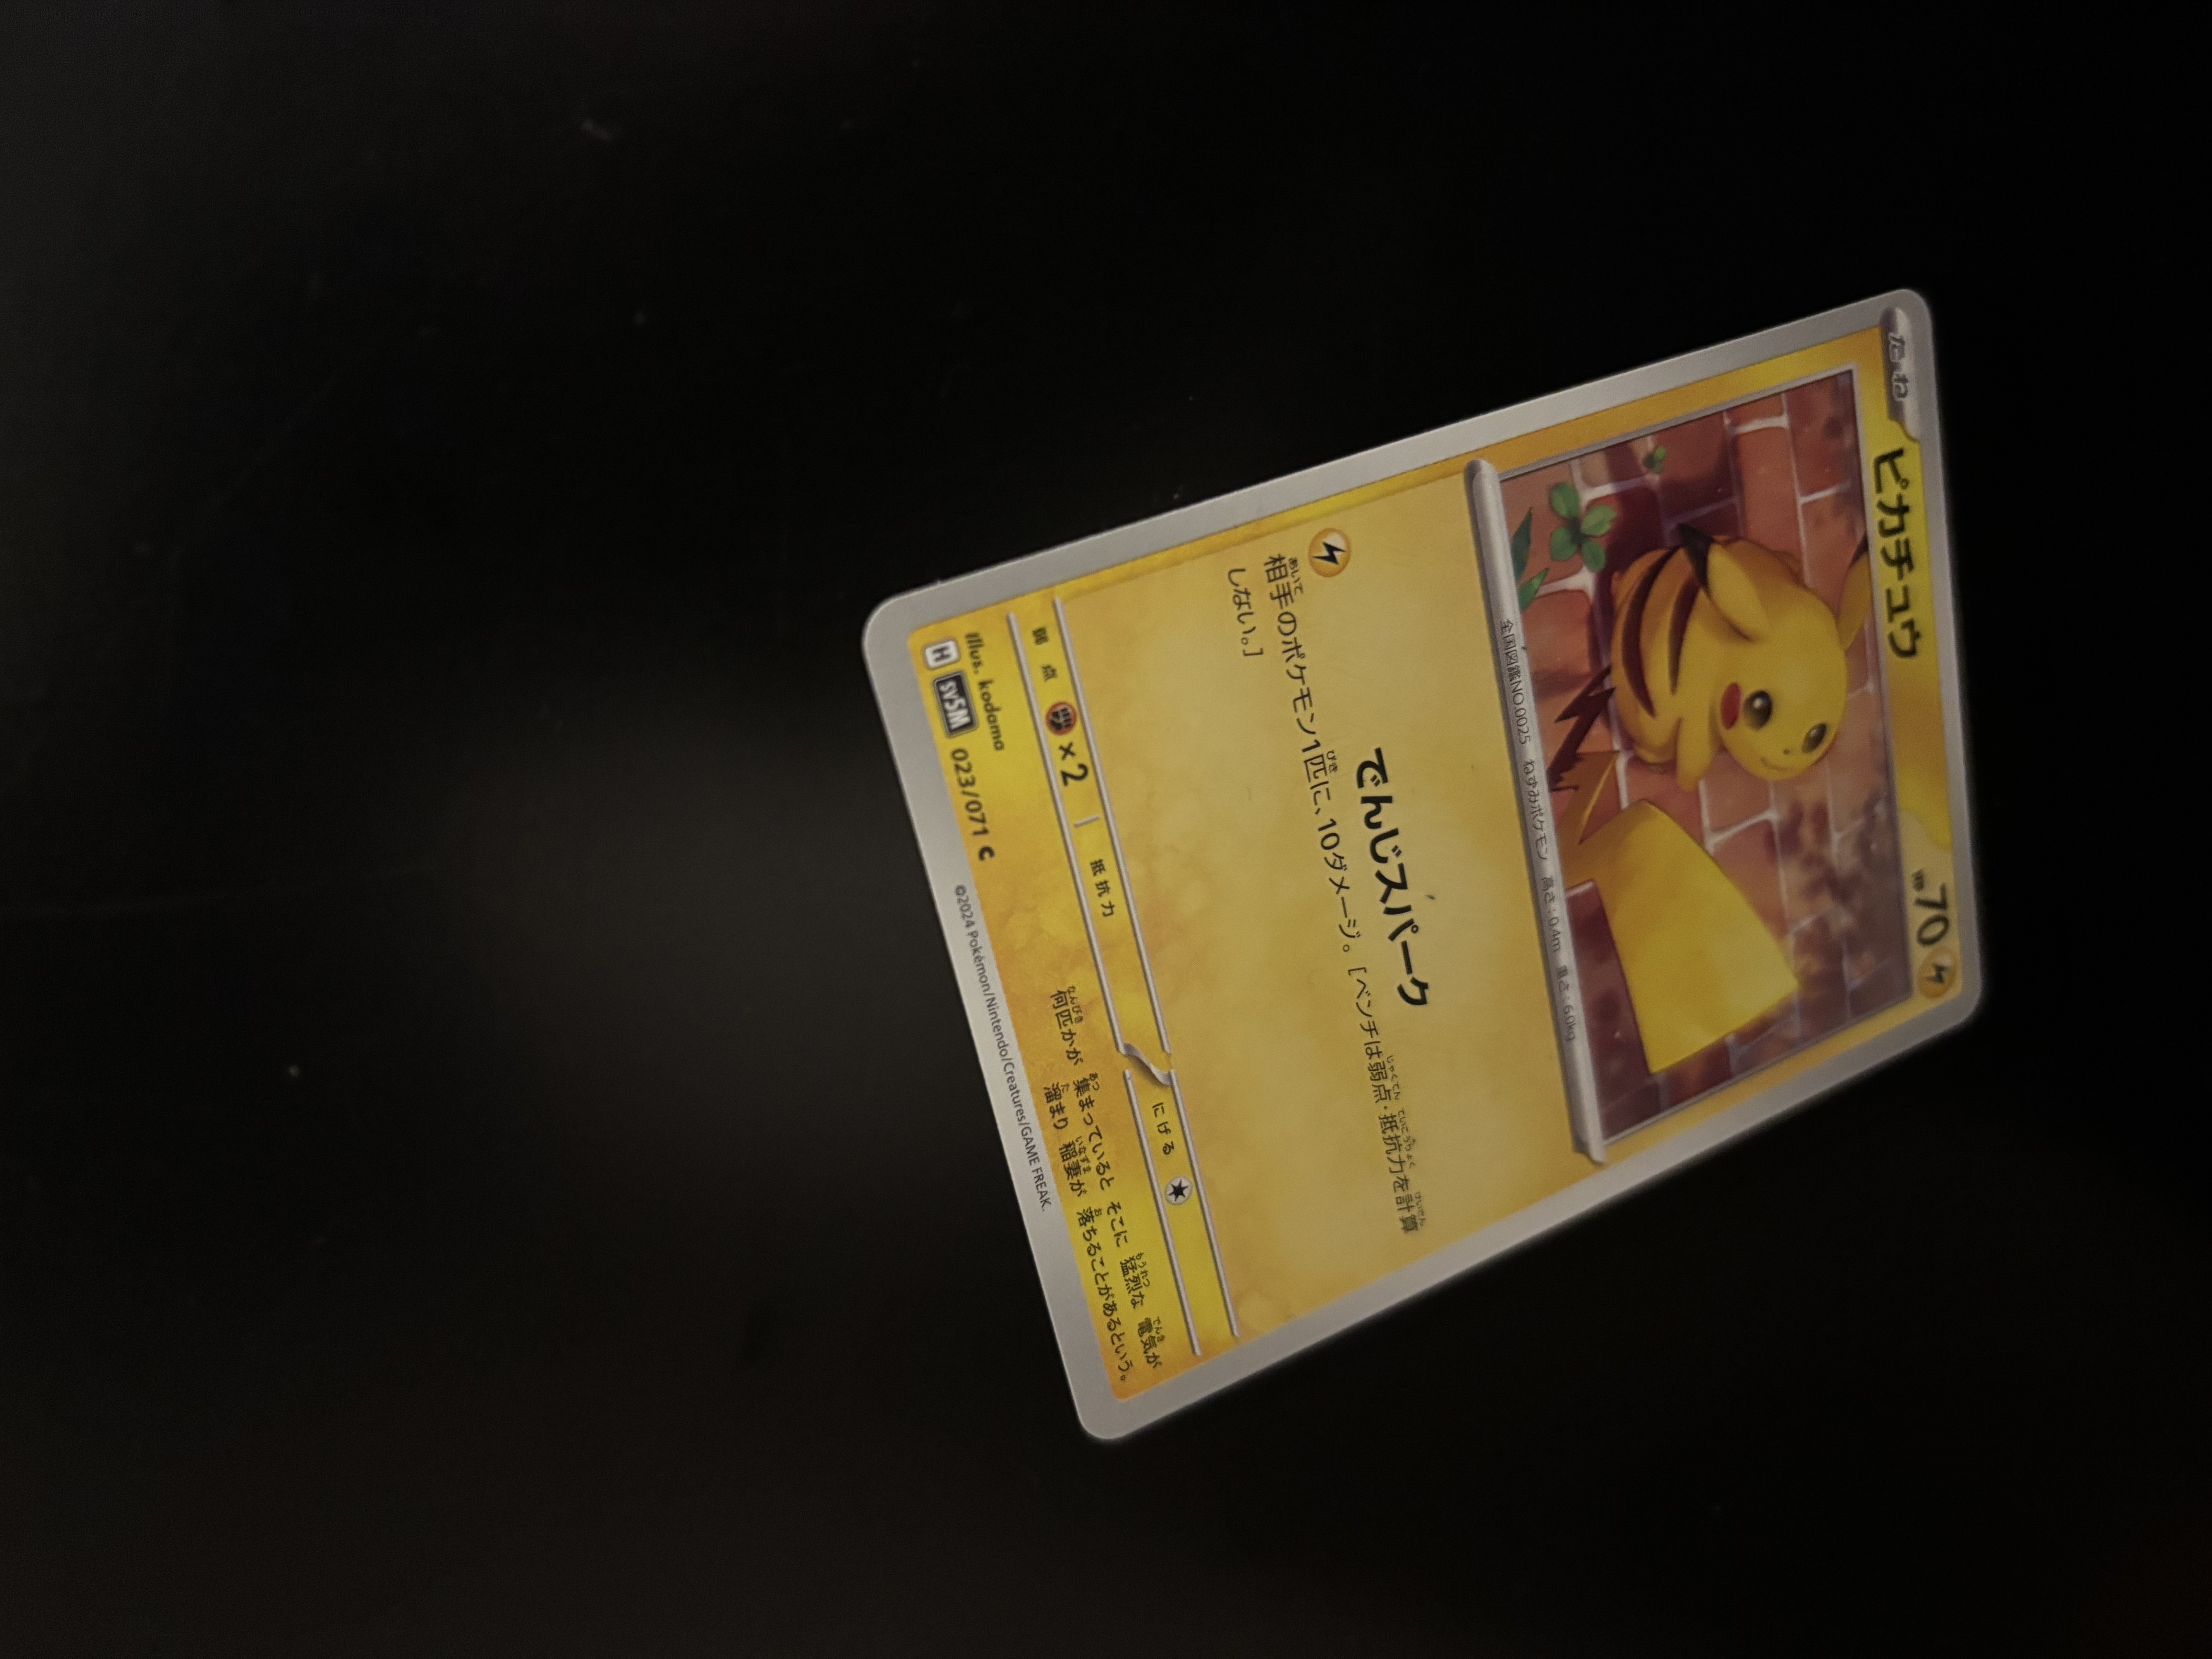 たね
ピカチュウ
HP70
全国図鑑NO.0025 ねずみポケモン 高さ:0.4m 重さ:6.0kg
でんじスパーク
相手のポケモン1匹に、10ダメージ。[ベンチは弱点・抵抗力を計算
しない。]
弱点 ×2 抵抗力 にげる
Illus. kodama
H SV5M 023/071 C
何匹かが 集まっていると そこに 猛烈な 電気が
溜まり 稲妻が 落ちることがあるという。
©2024 Pokémon/Nintendo/Creatures/GAME FREAK.